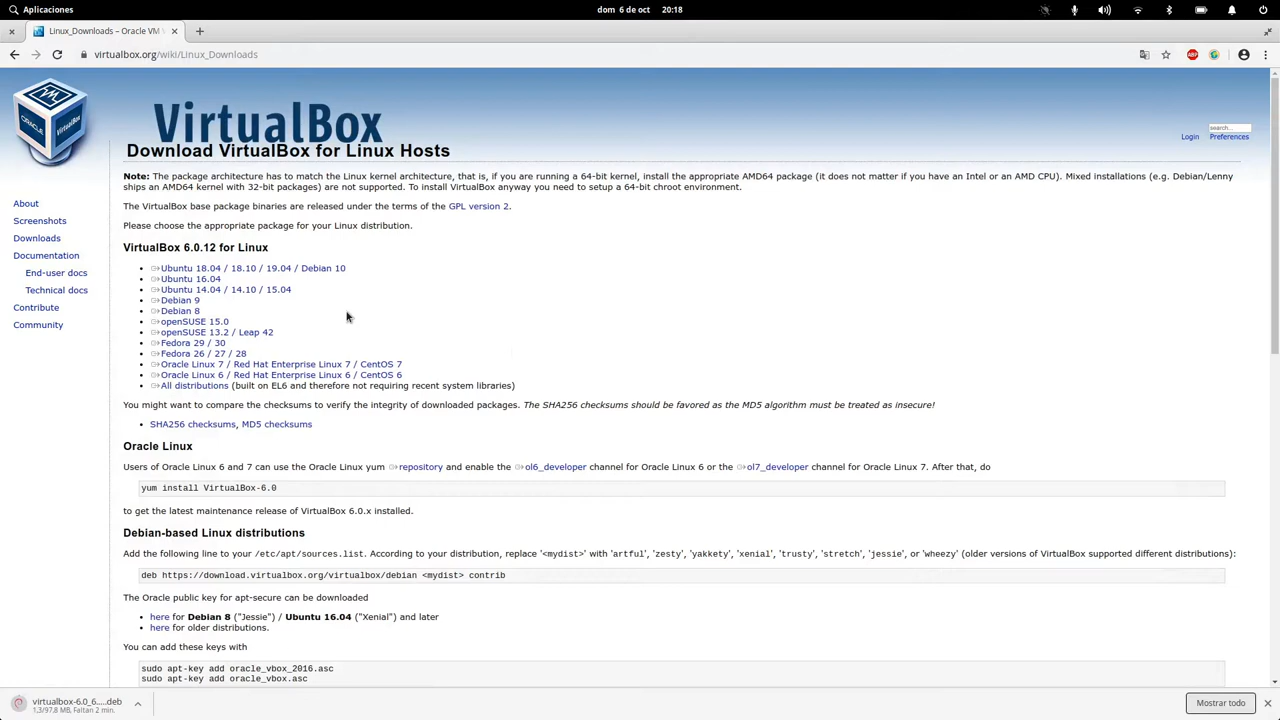 Aplicaciones
dom 6 de oct 20:18
Linux_Downloads – Oracle VM
virtualbox.org/wiki/Linux_Downloads
ABP
ORACLE
VM
VirtualBox
VirtualBox
search...
Login Preferences
Download VirtualBox for Linux Hosts
Note: The package architecture has to match the Linux kernel architecture, that is, if you are running a 64-bit kernel, install the appropriate AMD64 package (it does not matter if you have an Intel or an AMD CPU). Mixed installations (e.g. Debian/Lenny
ships an AMD64 kernel with 32-bit packages) are not supported. To install VirtualBox anyway you need to setup a 64-bit chroot environment.
About
Screenshots
Downloads
Documentation
End-user docs
Technical docs
Contribute
Community
The VirtualBox base package binaries are released under the terms of the GPL version 2.
Please choose the appropriate package for your Linux distribution.
VirtualBox 6.0.12 for Linux
• Ubuntu 18.04 / 18.10 / 19.04 / Debian 10
• Ubuntu 16.04
• Ubuntu 14.04 / 14.10 / 15.04
• Debian 9
• Debian 8
• openSUSE 15.0
• openSUSE 13.2 / Leap 42
• Fedora 29 / 30
• Fedora 26 / 27 / 28
• Oracle Linux 7 / Red Hat Enterprise Linux 7 / CentOS 7
• Oracle Linux 6 / Red Hat Enterprise Linux 6 / CentOS 6
• All distributions (built on EL6 and therefore not requiring recent system libraries)
You might want to compare the checksums to verify the integrity of downloaded packages. The SHA256 checksums should be favored as the MD5 algorithm must be treated as insecure!
• SHA256 checksums, MD5 checksums
Oracle Linux
Users of Oracle Linux 6 and 7 can use the Oracle Linux yum repository and enable the ol6_developer channel for Oracle Linux 6 or the ol7_developer channel for Oracle Linux 7. After that, do
yum install VirtualBox-6.0
to get the latest maintenance release of VirtualBox 6.0.x installed.
Debian-based Linux distributions
Add the following line to your /etc/apt/sources.list. According to your distribution, replace '<mydist>' with 'artful', 'zesty', 'yakkety', 'xenial', 'trusty', 'stretch', 'jessie', or 'wheezy' (older versions of VirtualBox supported different distributions):
deb https://download.virtualbox.org/virtualbox/debian <mydist> contrib
The Oracle public key for apt-secure can be downloaded
• here for Debian 8 ("Jessie") / Ubuntu 16.04 ("Xenial") and later
• here for older distributions.
You can add these keys with
sudo apt-key add oracle_vbox_2016.asc
sudo apt-key add oracle_vbox.asc
virtualbox-6.0_6.....deb
1.3/97.8 MB, Faltan 2 min.
Mostrar todo